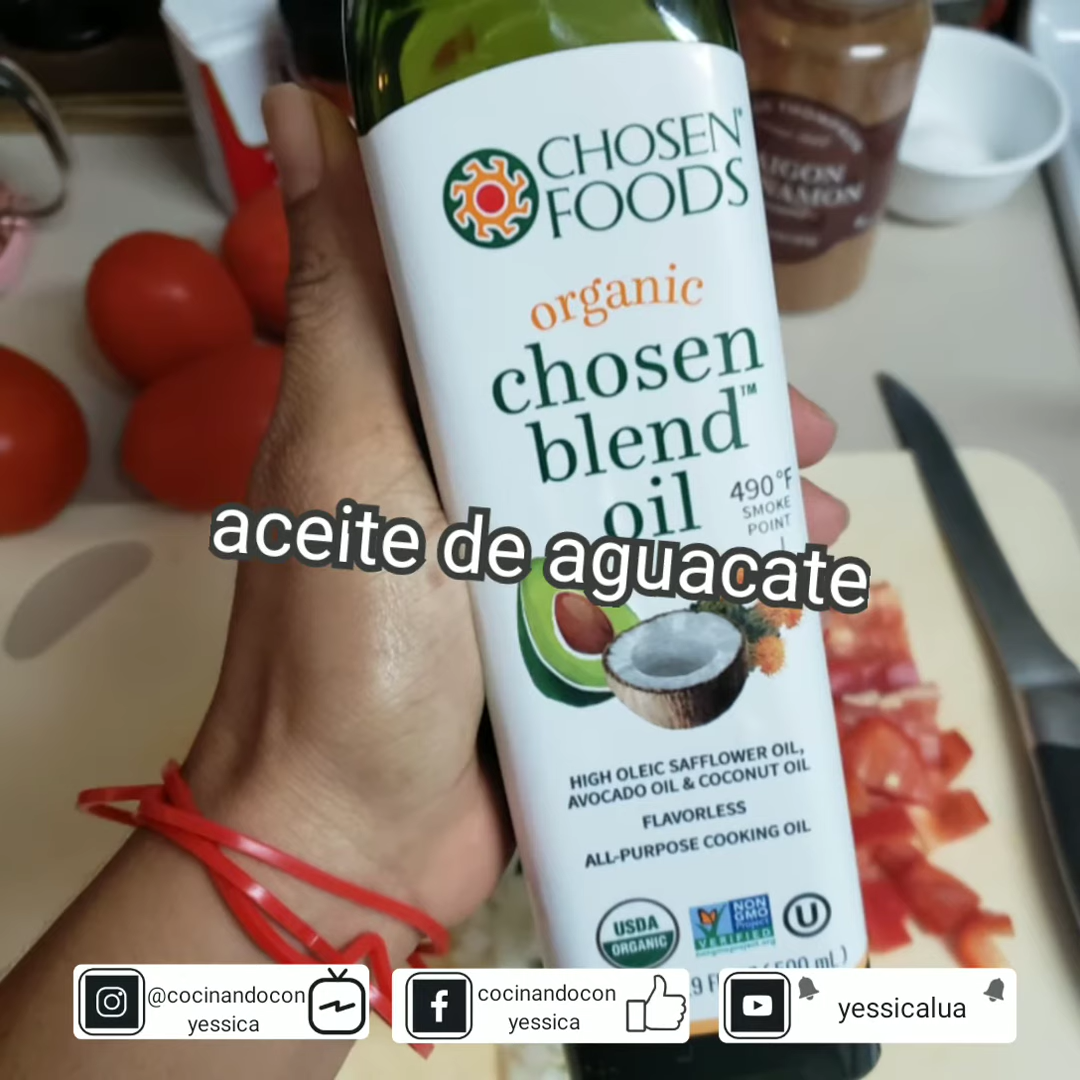 CHOSEN
FOODS
organic
chosen
blend™
oil
490°F
SMOKE
POINT
aceite de aguacate
HIGH OLEIC SAFFLOWER OIL,
AVOCADO OIL & COCONUT OIL
FLAVORLESS
ALL-PURPOSE COOKING OIL
USDA
ORGANIC
NON
GMO
Project
VERIFIED
U
@cocinandocon
yessica
cocinandocon
yessica
yessicalua